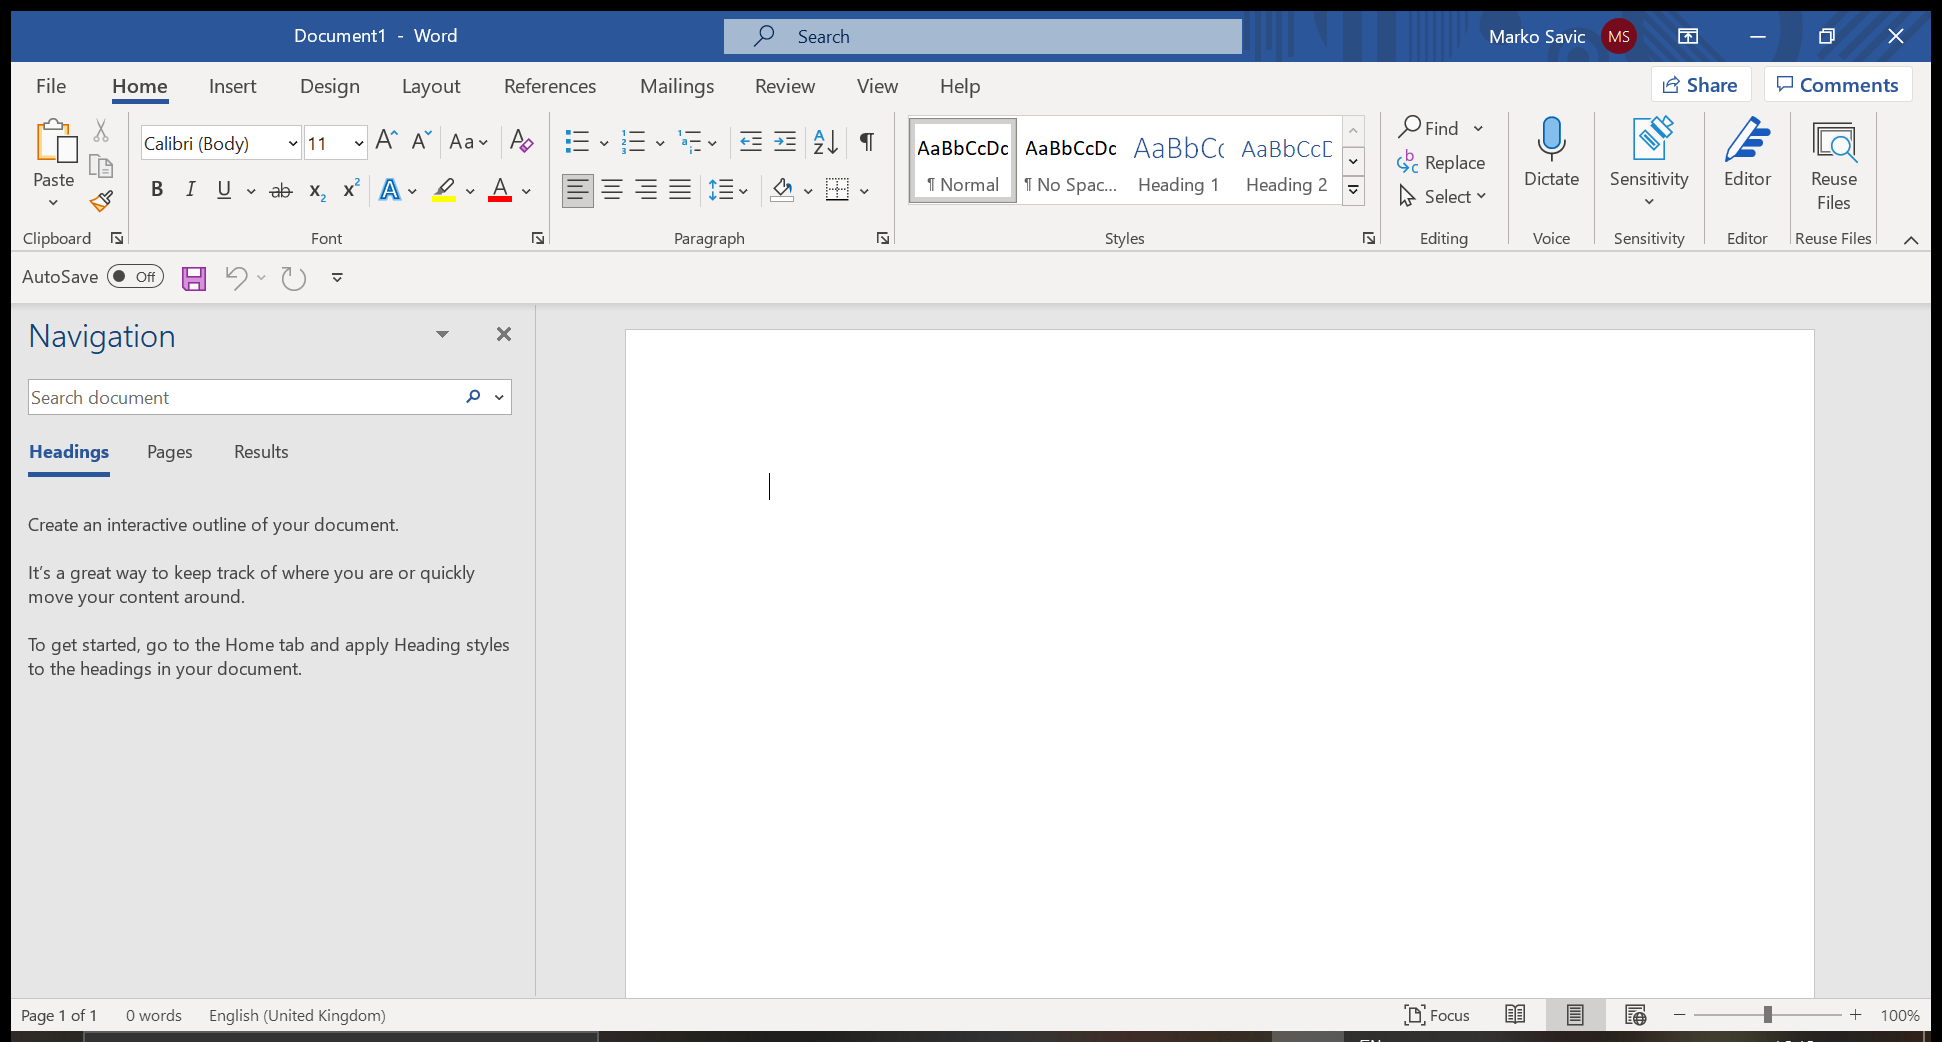 Document1 - Word
Search
Marko Savic
MS
File Home Insert Design Layout References Mailings Review View Help
Share
Comments
Paste
Clipboard
Calibri (Body) 11
Aa
B I U ab x₂ x²
A
A
Font
Paragraph
AaBbCcDc AaBbCcDc AaBbCc AaBbCcD
¶ Normal ¶ No Spac... Heading 1 Heading 2
Styles
Find
Replace
Select
Editing
Dictate
Voice
Sensitivity
Sensitivity
Editor
Editor
Reuse
Files
Reuse Files
AutoSave Off
Navigation
Search document
Headings Pages Results
Create an interactive outline of your document.
It's a great way to keep track of where you are or quickly
move your content around.
To get started, go to the Home tab and apply Heading styles
to the headings in your document.
Page 1 of 1 0 words English (United Kingdom)
Focus
100%